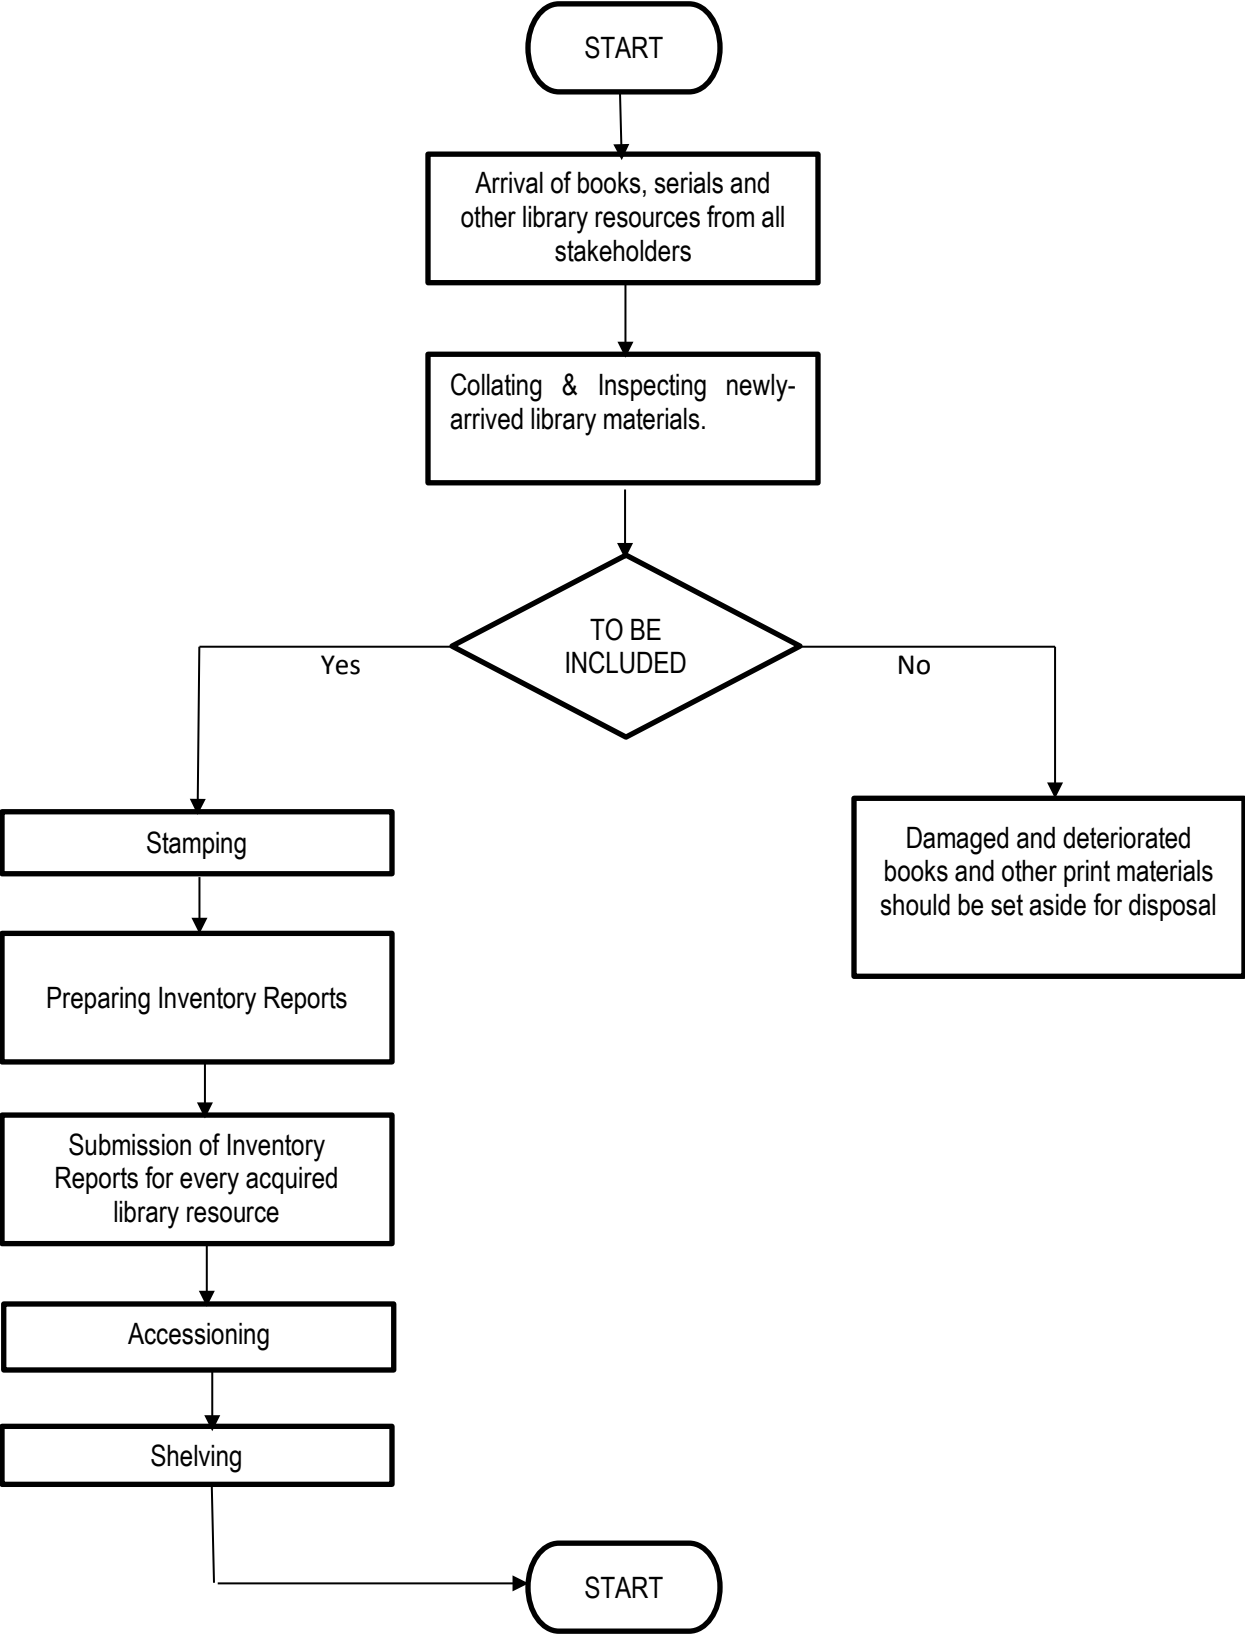 START
Arrival of books, serials and
other library resources from all
stakeholders
Collating & Inspecting newly-
arrived library materials.
TO BE
INCLUDED
Yes
No
Stamping
Damaged and deteriorated
books and other print materials
should be set aside for disposal
Preparing Inventory Reports
Submission of Inventory
Reports for every acquired
library resource
Accessioning
Shelving
START